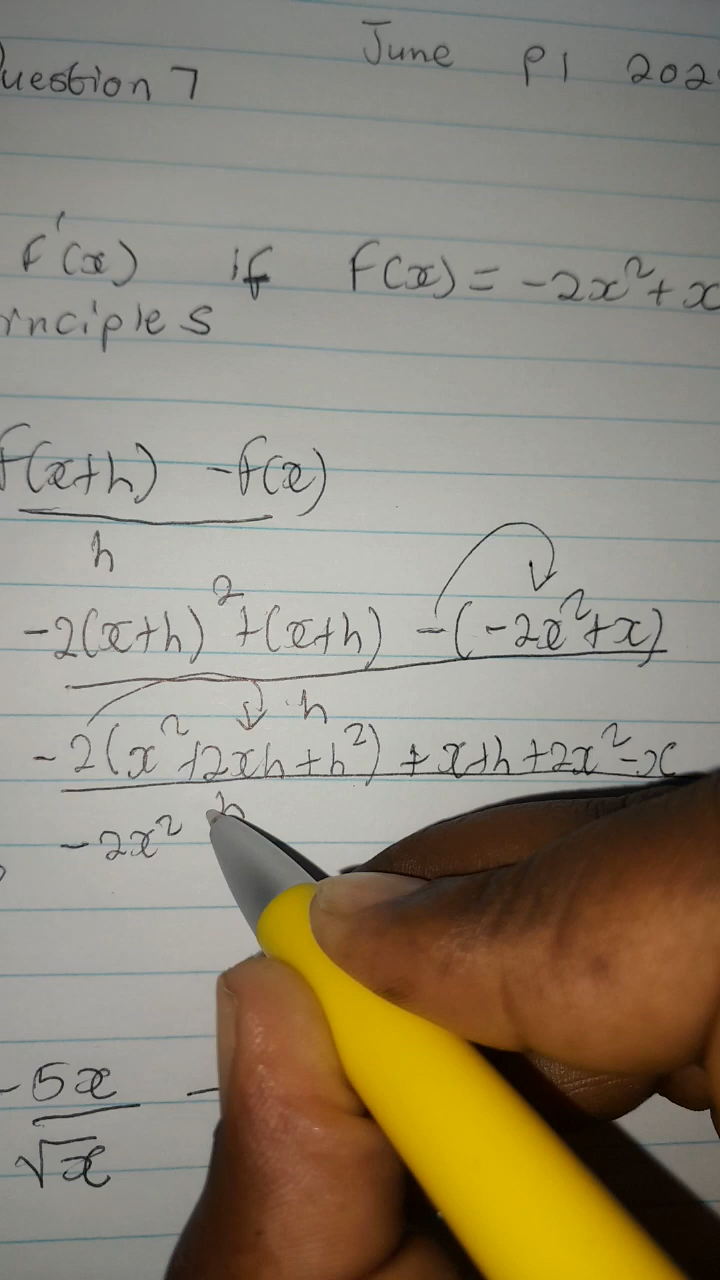 June P1 202
uestion 7
f'(x) if f(x) = -2x²+x
rinciples
f(x+h) -f(x)
h
-2(x+h)²+(x+h) -(-2x²+x)
h
-2(x²+2xh+h²) +x+h+2x²-x
h
-2x²
-5x -
√x